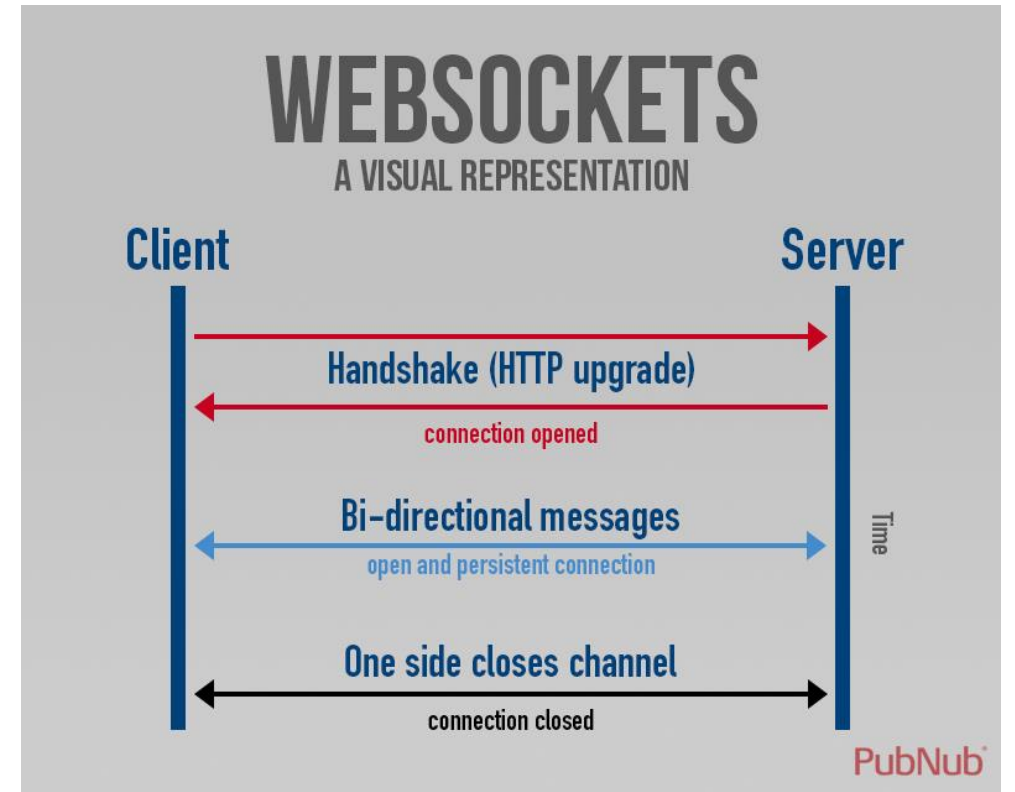 WEBSOCKETS
A VISUAL REPRESENTATION
Client
Server
Handshake (HTTP upgrade)
connection opened
Bi-directional messages
open and persistent connection
Time
One side closes channel
connection closed
PubNub